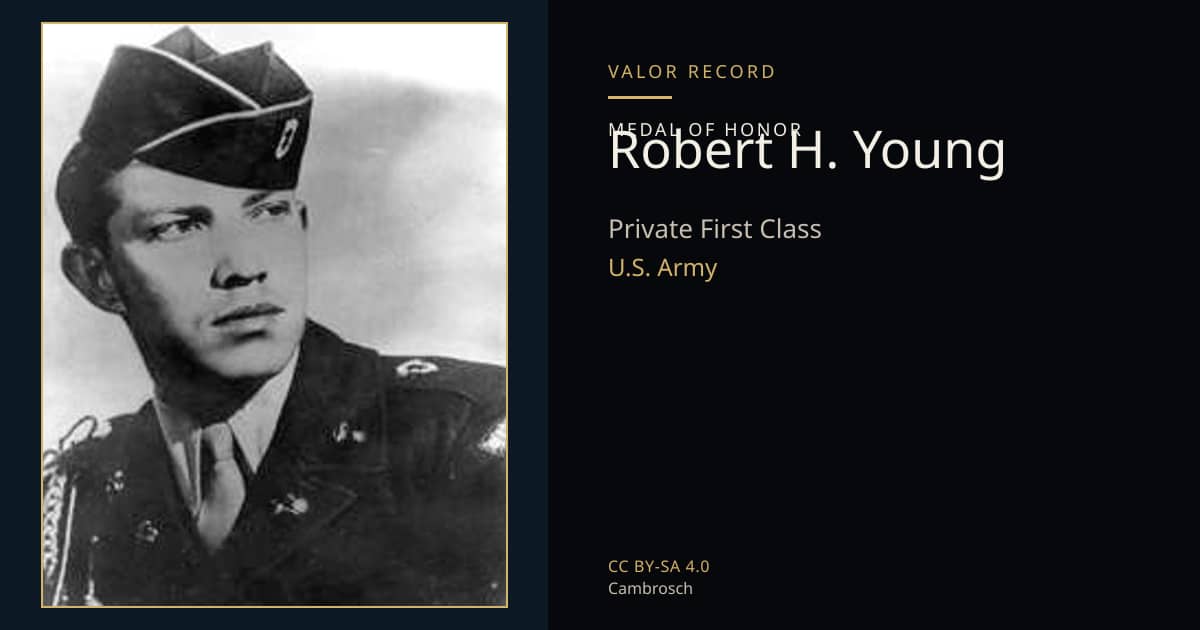 VALOR RECORD
MEDAL OF HONOR
Robert H. Young
Private First Class
U.S. Army
CC BY-SA 4.0
Cambrosch